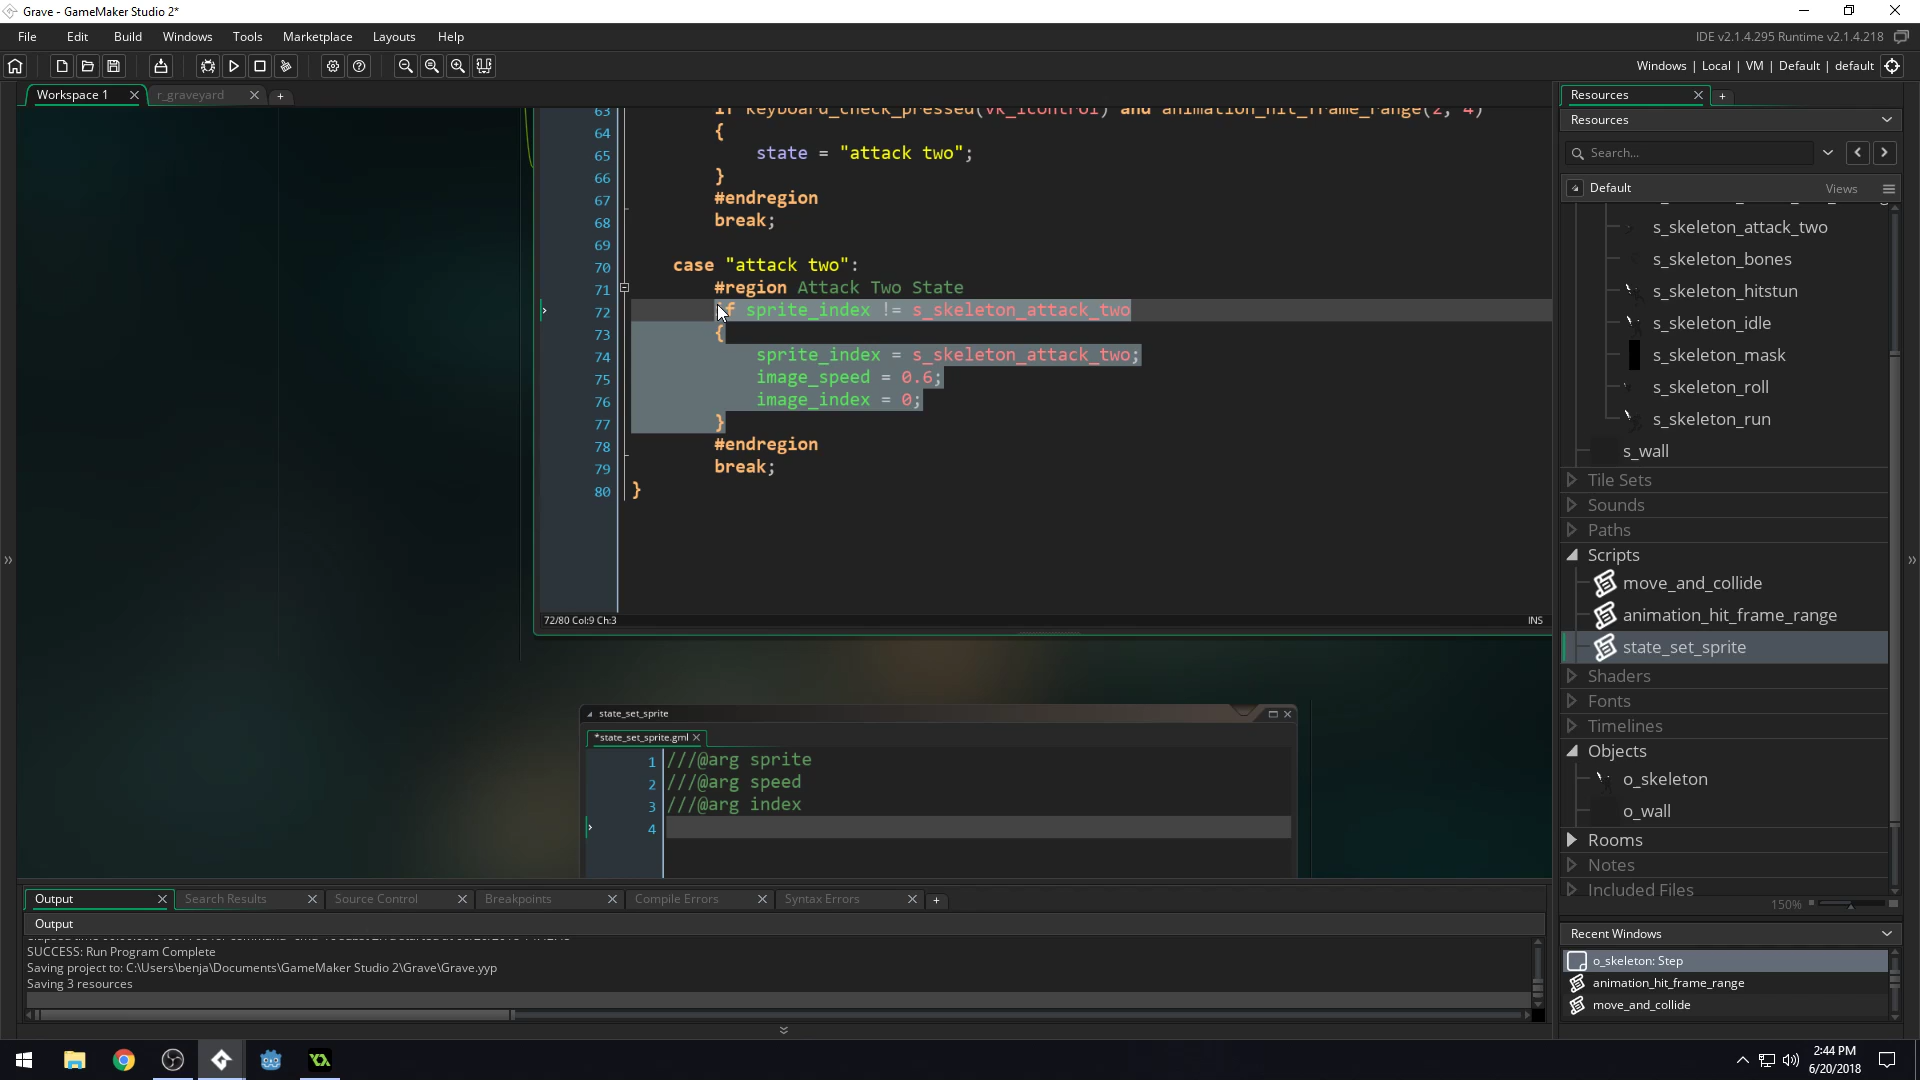 Grave - GameMaker Studio 2*
File Edit Build Windows Tools Marketplace Layouts Help
IDE v2.1.4.295 Runtime v2.1.4.218
Windows | Local | VM | Default | default
Workspace 1
r_graveyard
63 if keyboard_check_pressed(vk_lcontrol) and animation_hit_frame_range(2, 4)
64 {
65 state = "attack two";
66 }
67 #endregion
68 break;
69
70 case "attack two":
71 #region Attack Two State
72 if sprite_index != s_skeleton_attack_two
73 {
74 sprite_index = s_skeleton_attack_two;
75 image_speed = 0.6;
76 image_index = 0;
77 }
78 #endregion
79 break;
80 }
72/80 Col:9 Ch:3
INS
state_set_sprite
*state_set_sprite.gml
1 ///@arg sprite
2 ///@arg speed
3 ///@arg index
4
Output
Search Results
Source Control
Breakpoints
Compile Errors
Syntax Errors
Output
SUCCESS: Run Program Complete
Saving project to: C:\Users\benja\Documents\GameMaker Studio 2\Grave\Grave.yyp
Saving 3 resources
Resources
Resources
Search...
Default
Views
s_skeleton_attack_two
s_skeleton_bones
s_skeleton_hitstun
s_skeleton_idle
s_skeleton_mask
s_skeleton_roll
s_skeleton_run
s_wall
Tile Sets
Sounds
Paths
Scripts
move_and_collide
animation_hit_frame_range
state_set_sprite
Shaders
Fonts
Timelines
Objects
o_skeleton
o_wall
Rooms
Notes
Included Files
150%
Recent Windows
o_skeleton: Step
animation_hit_frame_range
move_and_collide
2:44 PM
6/20/2018